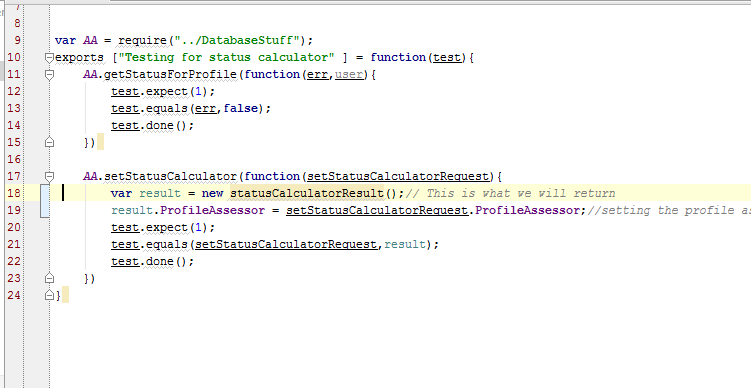 7
8
9 var AA = require("../DatabaseStuff");
10 exports ["Testing for status calculator" ] = function(test){
11 AA.getStatusForProfile(function(err,user){
12 test.expect(1);
13 test.equals(err,false);
14 test.done();
15 })
16
17 AA.setStatusCalculator(function(setStatusCalculatorRequest){
18 var result = new statusCalculatorResult();// This is what we will return
19 result.ProfileAssessor = setStatusCalculatorRequest.ProfileAssessor;//setting the profile as
20 test.expect(1);
21 test.equals(setStatusCalculatorRequest,result);
22 test.done();
23 })
24 }